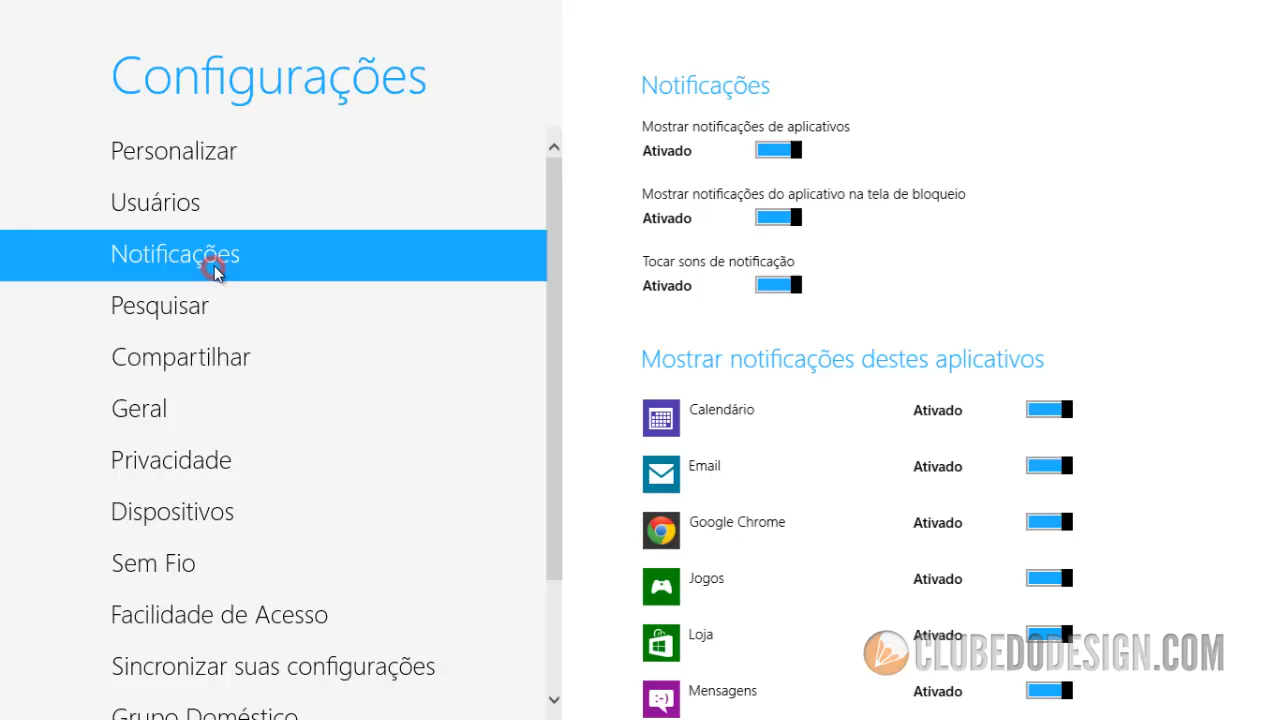 Configurações
Personalizar
Usuários
Notificações
Pesquisar
Compartilhar
Geral
Privacidade
Dispositivos
Sem Fio
Facilidade de Acesso
Sincronizar suas configurações
Grupo Doméstico
Notificações
Mostrar notificações de aplicativos
Ativado
Mostrar notificações do aplicativo na tela de bloqueio
Ativado
Tocar sons de notificação
Ativado
Mostrar notificações destes aplicativos
Calendário Ativado
Email Ativado
Google Chrome Ativado
Jogos Ativado
Loja Ativado
CLUBEDODESIGN.COM
Mensagens Ativado